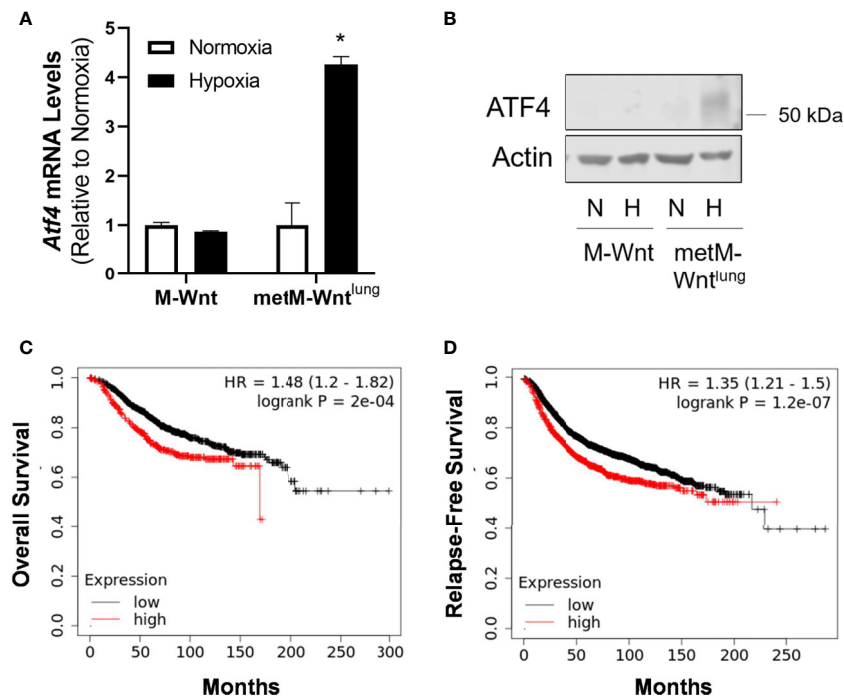 A
Atf4 mRNA Levels
(Relative to Normoxia)
5
4
3
2
1
0
Normoxia
Hypoxia
*
M-Wnt
metM-Wntlung
B
ATF4
50 kDa
Actin
N H N H
M-Wnt
metM-
Wntlung
C
Overall Survival
1.0
0.8
0.6
0.4
0.2
0.0
HR = 1.48 (1.2 - 1.82)
logrank P = 2e-04
Expression
low
high
0 50 100 150 200 250 300
Months
D
Relapse-Free Survival
1.0
0.8
0.6
0.4
0.2
0.0
HR = 1.35 (1.21 - 1.5)
logrank P = 1.2e-07
Expression
low
high
0 50 100 150 200 250
Months